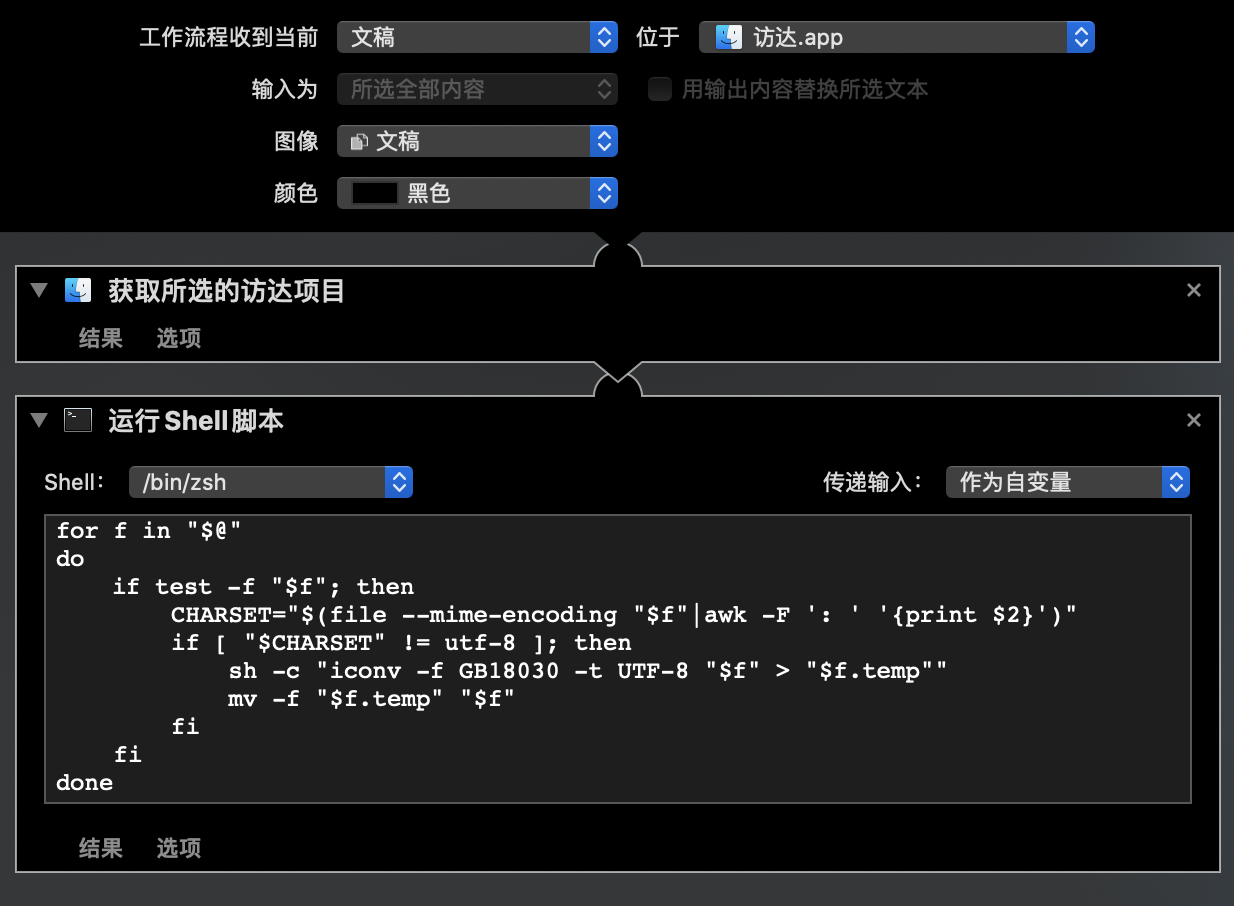 工作流程收到当前 文稿 位于 访达.app
输入为 所选全部内容 用输出内容替换所选文本
图像 文稿
颜色 黑色
获取所选的访达项目
结果 选项
运行 Shell 脚本
Shell: /bin/zsh 传递输入: 作为自变量
for f in "$@"
do
    if test -f "$f"; then
        CHARSET="$(file --mime-encoding "$f"|awk -F ': ' '{print $2}')"
        if [ "$CHARSET" != utf-8 ]; then
            sh -c "iconv -f GB18030 -t UTF-8 "$f" > "$f.temp""
            mv -f "$f.temp" "$f"
        fi
    fi
done
结果 选项